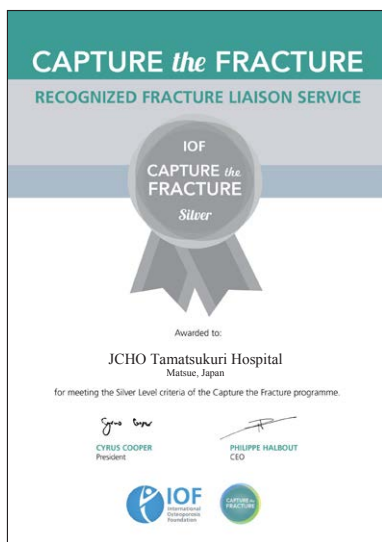 CAPTURE the FRACTURE
RECOGNIZED FRACTURE LIAISON SERVICE
IOF
CAPTURE the
FRACTURE
Silver
Awarded to:
JCHO Tamatsukuri Hospital
Matsue, Japan
for meeting the Silver Level criteria of the Capture the Fracture programme.
CYRUS COOPER
President
PHILIPPE HALBOUT
CEO
IOF
International
Osteoporosis
Foundation
CAPTURE the
FRACTURE